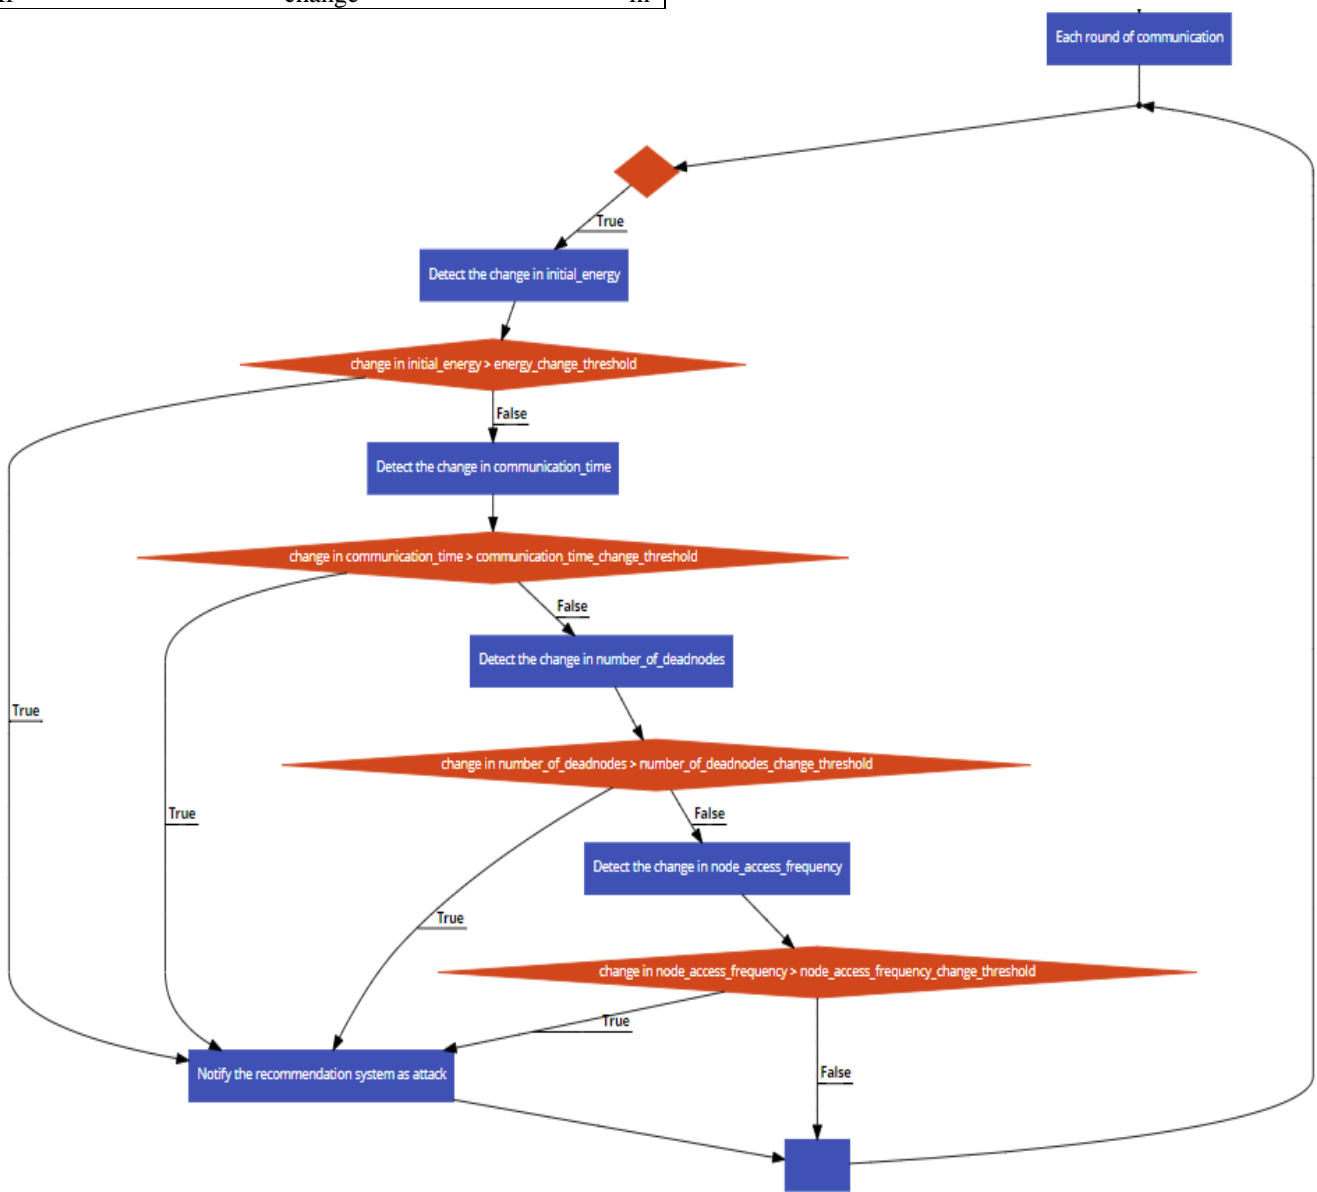 change in
Each round of communication
True
Detect the change in initial_energy
change in initial_energy > energy_change_threshold
False
Detect the change in communication_time
change in communication_time > communication_time_change_threshold
False
Detect the change in number_of_deadnodes
True
change in number_of_deadnodes > number_of_deadnodes_change_threshold
True
False
Detect the change in node_access_frequency
True
change in node_access_frequency > node_access_frequency_change_threshold
True
Notify the recommendation system as attack
False